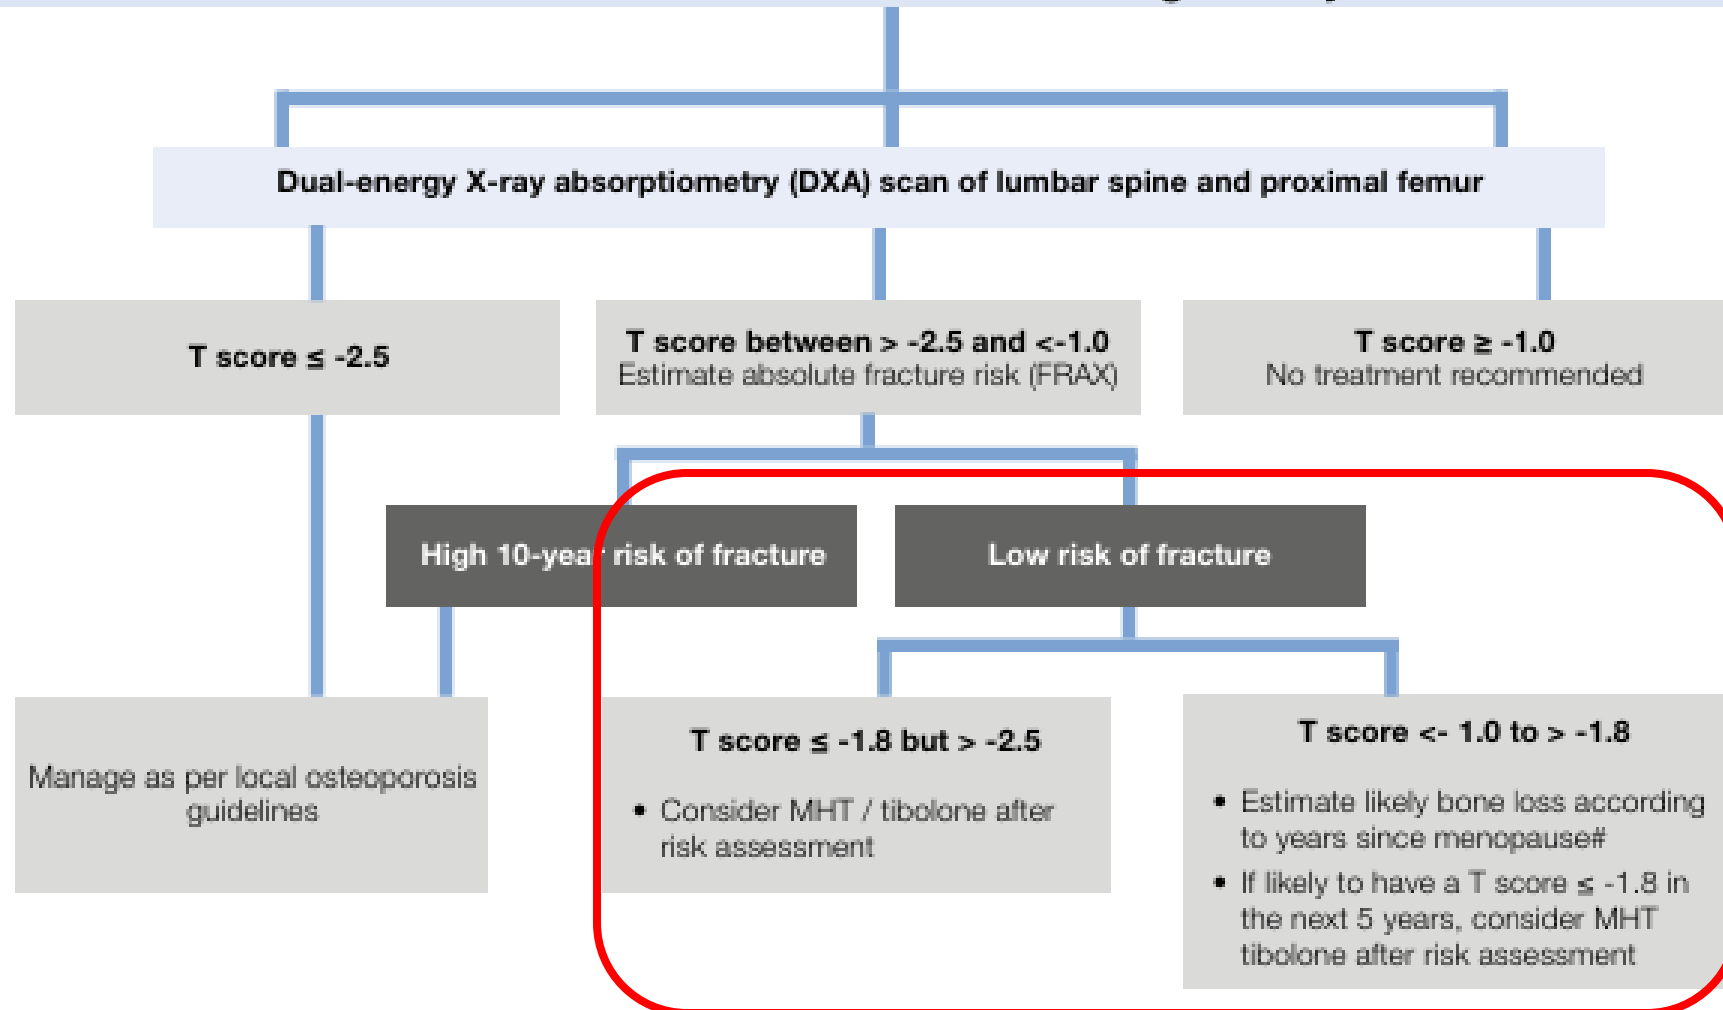 Dual-energy X-ray absorptiometry (DXA) scan of lumbar spine and proximal femur
T score ≤ -2.5
T score between > -2.5 and <-1.0
Estimate absolute fracture risk (FRAX)
T score ≥ -1.0
No treatment recommended
High 10-year risk of fracture
Low risk of fracture
Manage as per local osteoporosis
guidelines
T score ≤ -1.8 but > -2.5
• Consider MHT / tibolone after
risk assessment
T score <- 1.0 to > -1.8
• Estimate likely bone loss according
to years since menopause#
• If likely to have a T score ≤ -1.8 in
the next 5 years, consider MHT
tibolone after risk assessment